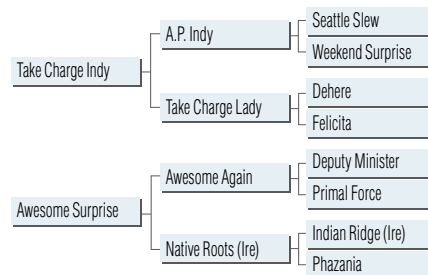 Seattle Slew
A.P. Indy
Weekend Surprise
Take Charge Indy
Dehere
Take Charge Lady
Felicita
Deputy Minister
Awesome Again
Primal Force
Awesome Surprise
Indian Ridge (Ire)
Native Roots (Ire)
Phazania